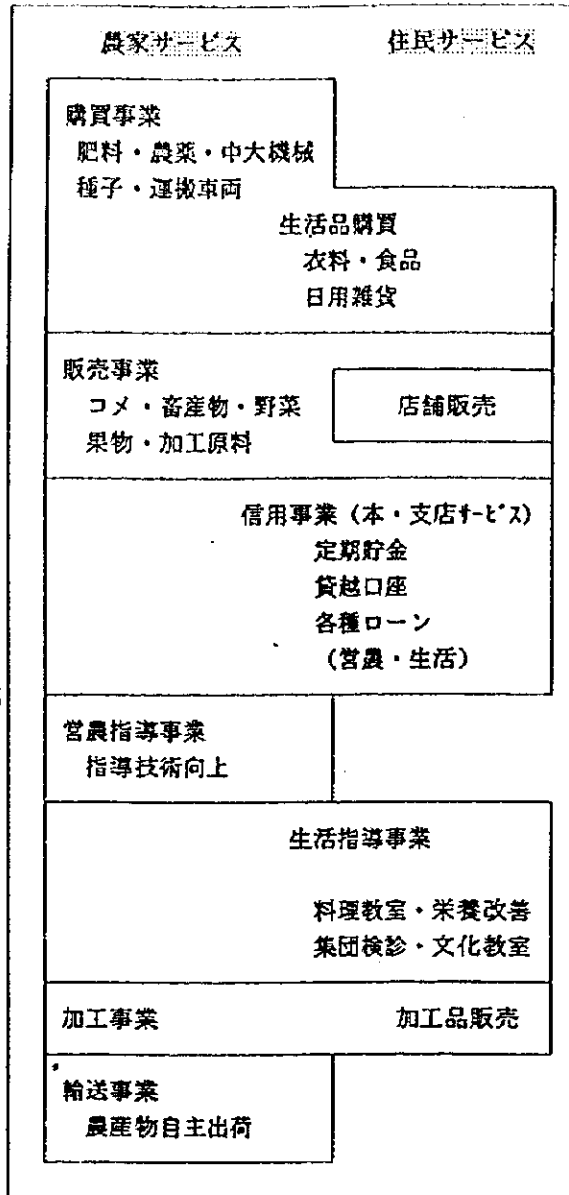 農家サービス 住民サービス
購買事業
肥料・農薬・中大機械
種子・運搬車両
生活品購買
衣料・食品
日用雑貨
販売事業
コメ・畜産物・野菜
果物・加工原料
店舗販売
信用事業(本・支店ｻｰﾋﾞｽ)
定期貯金
貸越口座
各種ローン
(営農・生活)
営農指導事業
指導技術向上
生活指導事業
料理教室・栄養改善
集団検診・文化教室
加工事業 加工品販売
輸送事業
農産物自主出荷